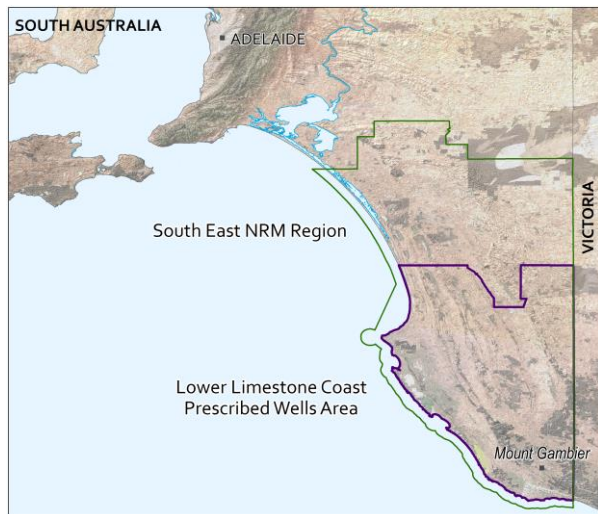 SOUTH AUSTRALIA
ADELAIDE
South East NRM Region
VICTORIA
Lower Limestone Coast
Prescribed Wells Area
Mount Gambier